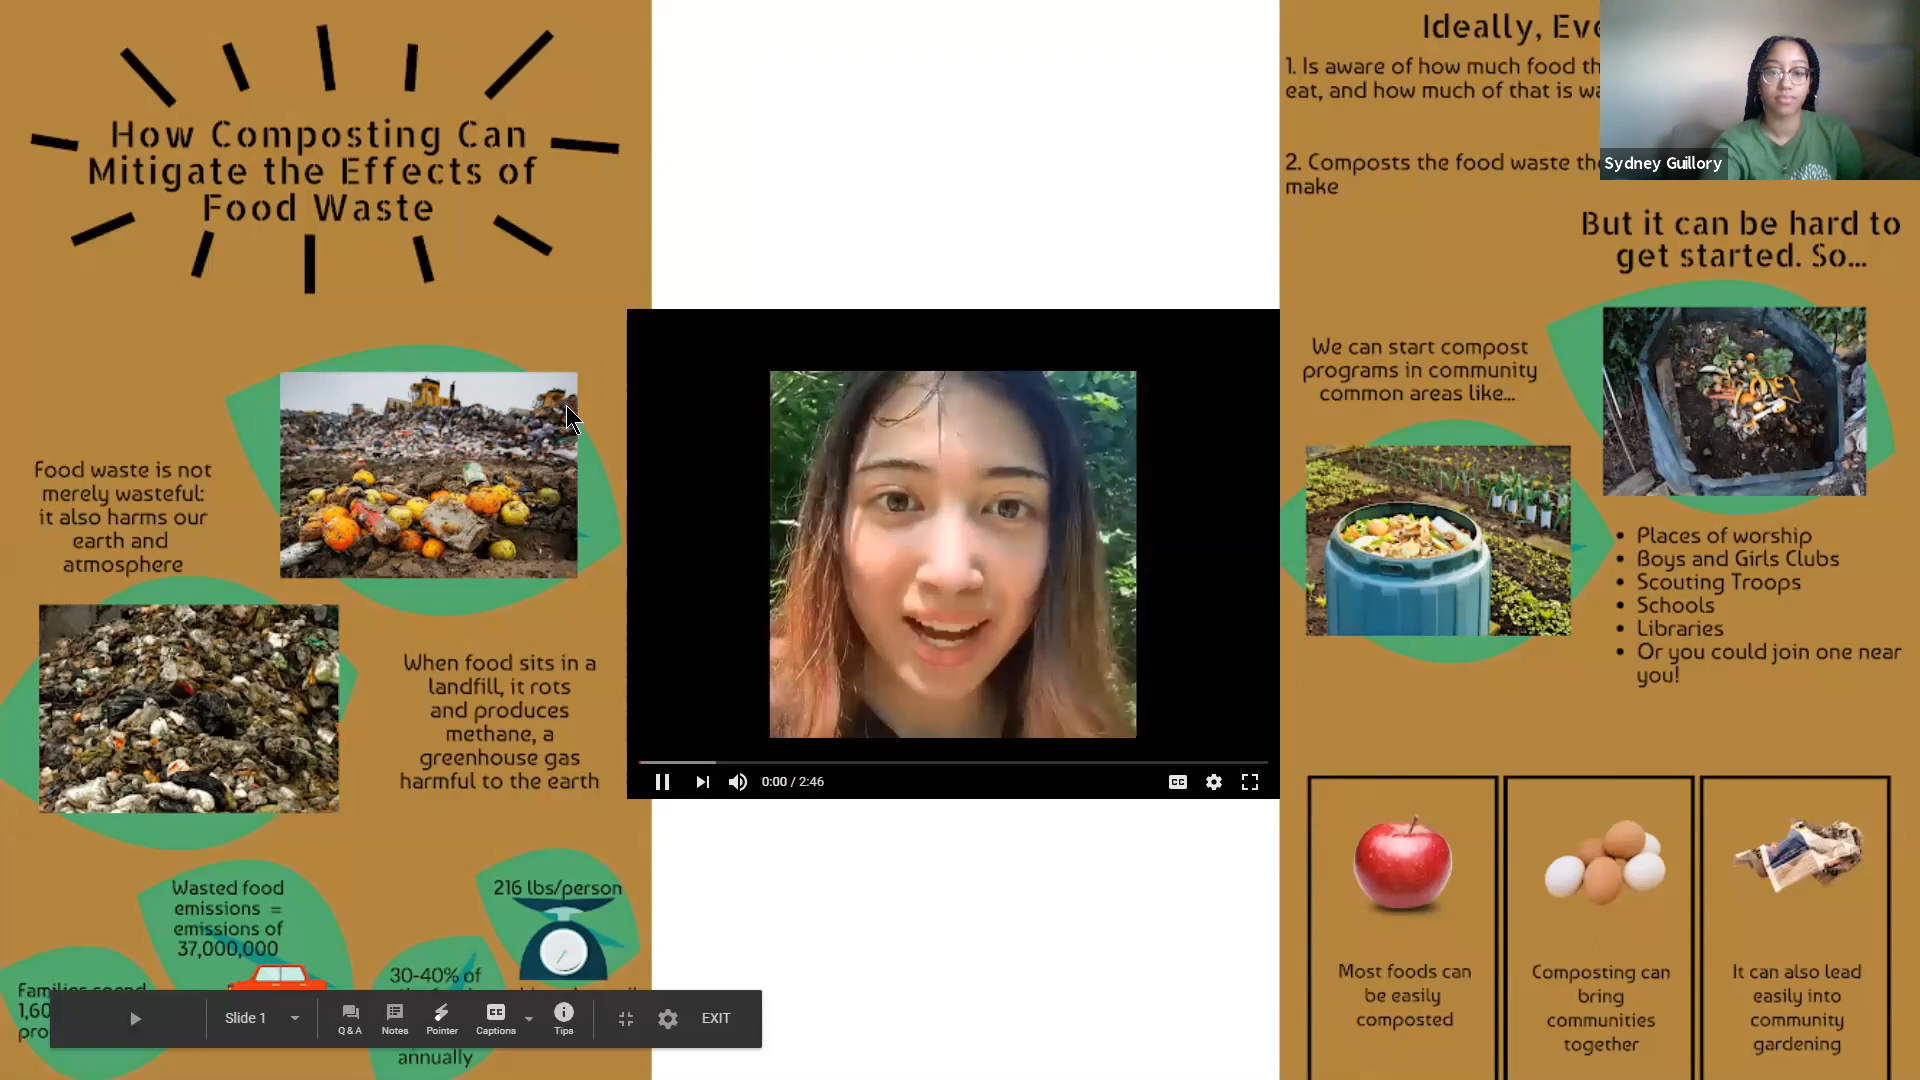 How Composting Can
Mitigate the Effects of
Food Waste
Food waste is not
merely wasteful:
it also harms our
earth and
atmosphere
When food sits in a
landfill, it rots
and produces
methane, a
greenhouse gas
harmful to the earth
Wasted food
emissions =
emissions of
37,000,000
216 lbs/person
30-40% of
annually
Families spend
0:00 / 2:46
CC
Slide 1
Q & A
Notes
Pointer
CC
Captions
Tips
EXIT
Ideally,
1. Is aware of how much food
eat, and how much of that is
2. Composts the food waste
make
Sydney Guillory
But it can be hard to
get started. So...
We can start compost
programs in community
common areas like...
• Places of worship
• Boys and Girls Clubs
• Scouting Troops
• Schools
• Libraries
• Or you could join one near
you!
Most foods can
be easily
composted
Composting can
bring
communities
together
It can also lead
easily into
community
gardening